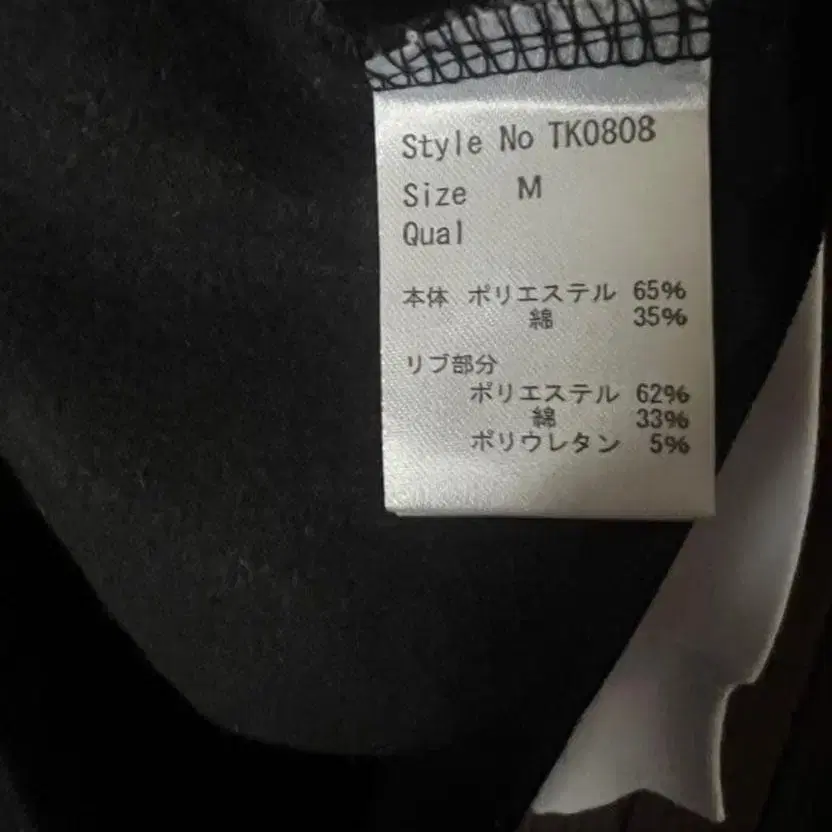 Style No TK0808
Size M
Qual
本体 ポリエステル 65%
綿 35%
リブ部分
ポリエステル 62%
綿 33%
ポリウレタン 5%